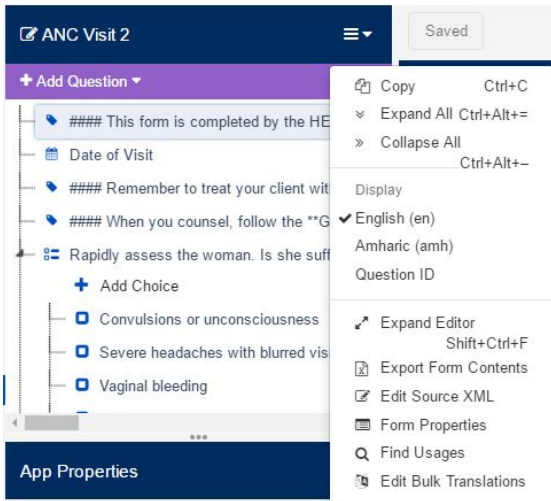 ANC Visit 2
Saved
+ Add Question
#### This form is completed by the HE
Date of Visit
#### Remember to treat your client wit
#### When you counsel, follow the **G
Rapidly assess the woman. Is she suff
+ Add Choice
Convulsions or unconsciousness
Severe headaches with blurred vis
Vaginal bleeding
App Properties
Copy Ctrl+C
Expand All Ctrl+Alt+=
Collapse All
Ctrl+Alt+–
Display
English (en)
Amharic (amh)
Question ID
Expand Editor
Shift+Ctrl+F
Export Form Contents
Edit Source XML
Form Properties
Find Usages
Edit Bulk Translations